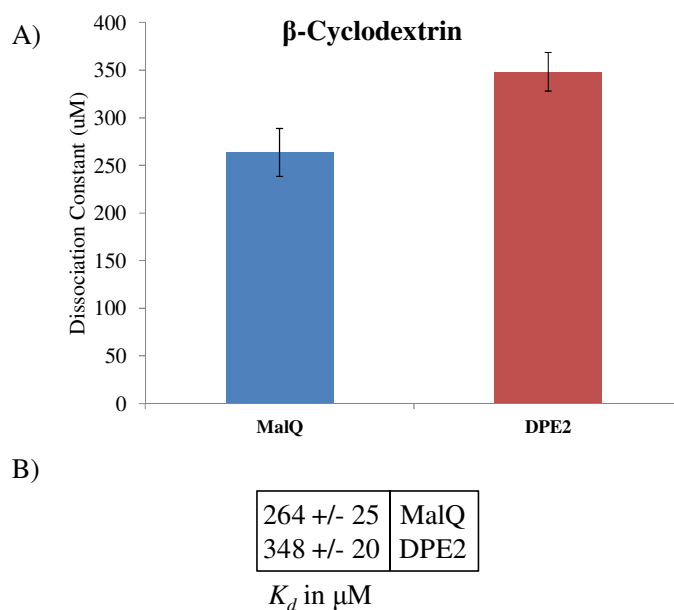 A)
β-Cyclodextrin
Dissociation Constant (uM)
400
350
300
250
200
150
100
50
0
MalQ
DPE2
B)
264 +/- 25 MalQ
348 +/- 20 DPE2
Kd in µM